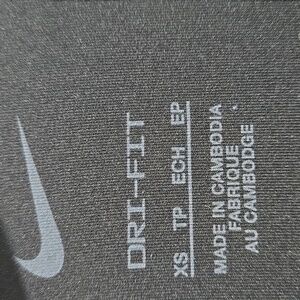 DRI-FIT
XS TP ECH EP
MADE IN CAMBODIA
FABRIQUE
AU CAMBODGE